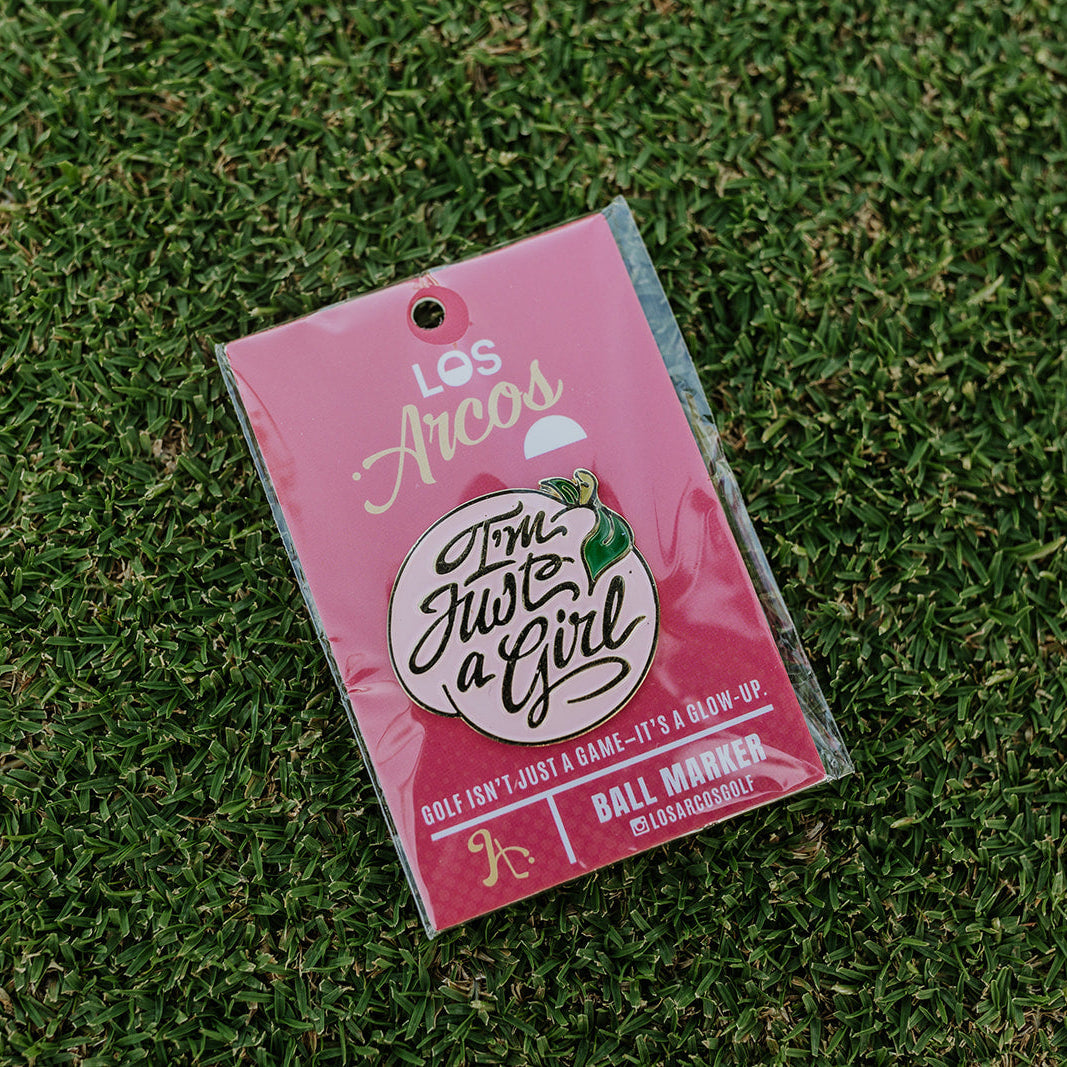 LOS
Arcos
I'm
Just
a Girl
GOLF ISN'T JUST A GAME—IT'S A GLOW-UP.
BALL MARKER
LOSARCOSGOLF